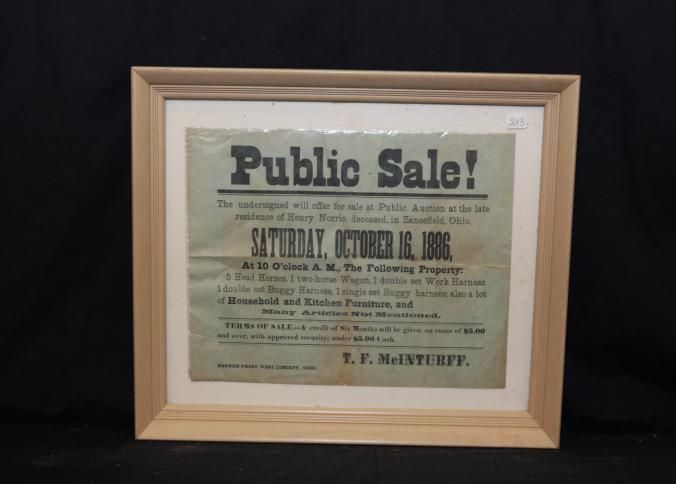 243
Public Sale!
The undersigned will offer for sale at Public Auction at the late
residence of Henry Norris, deceased, in Zanesfield, Ohio,
SATURDAY, OCTOBER 16, 1886,
At 10 O'clock A. M., The Following Property:
5 Head Horses, 1 two-horse Wagon, 1 double set Work Harness,
1 double set Buggy Harness, 1 single set Buggy harness; also a lot
of Household and Kitchen Furniture, and
Many Articles Not Mentioned.
TERMS OF SALE.--A credit of Six Months will be given on sums of $5.00
and over, with approved security; under $5.00 Cash.
T. F. McINTURFF.
BANNER PRINT, WEST LIBERTY, OHIO.